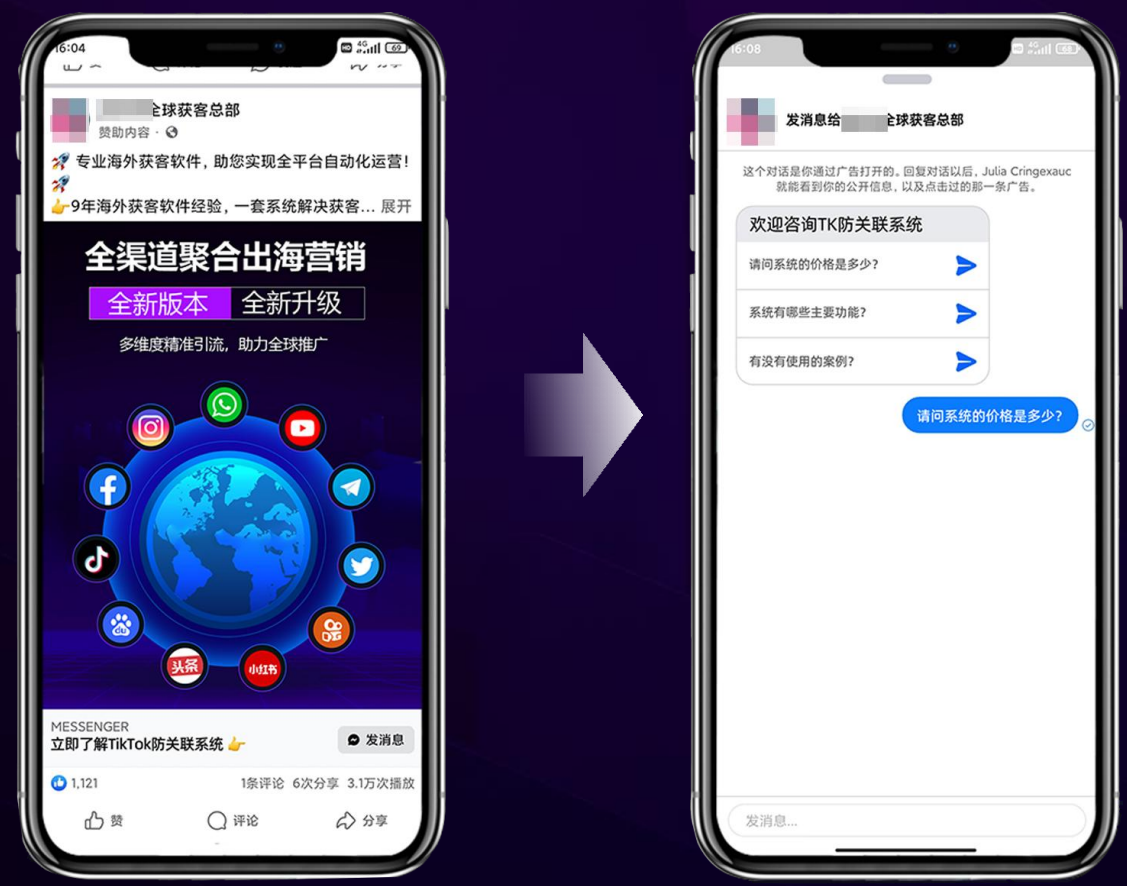 16:04
HD 4G 69
全球获客总部
赞助内容 ·
🚀 专业海外获客软件，助您实现全平台自动化运营！
🚀
👉9年海外获客软件经验，一套系统解决获客... 展开
全渠道聚合出海营销
全新版本 全新升级
多维度精准引流，助力全球推广
du
头条
小红书
MESSENGER
立即了解TikTok防关联系统 👉
发消息
1,121
1条评论 6次分享 3.1万次播放
赞
评论
分享
16:08
HD 4G 68
发消息给 全球获客总部
这个对话是你通过广告打开的。回复对话以后，Julia Cringexauc
就能看到你的公开信息，以及点击过的那一条广告。
欢迎咨询TK防关联系统
请问系统的价格是多少?
系统有哪些主要功能?
有没有使用的案例?
请问系统的价格是多少?
发消息...